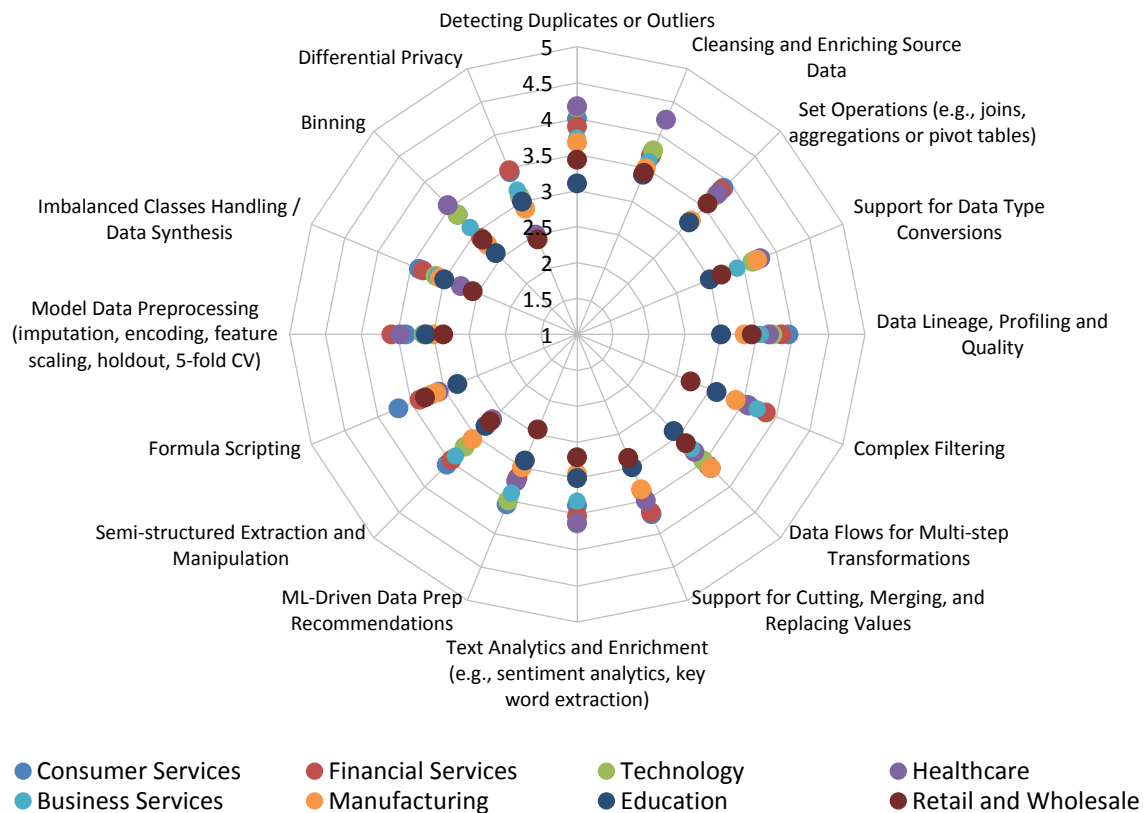 Detecting Duplicates or Outliers
Cleansing and Enriching Source
Data
Set Operations (e.g., joins,
aggregations or pivot tables)
Support for Data Type
Conversions
Data Lineage, Profiling and
Quality
Complex Filtering
Data Flows for Multi-step
Transformations
Support for Cutting, Merging, and
Replacing Values
Text Analytics and Enrichment
(e.g., sentiment analytics, key
word extraction)
ML-Driven Data Prep
Recommendations
Semi-structured Extraction and
Manipulation
Formula Scripting
Model Data Preprocessing
(imputation, encoding, feature
scaling, holdout, 5-fold CV)
Imbalanced Classes Handling /
Data Synthesis
Binning
Differential Privacy
5
4.5
4
3.5
3
2.5
2
1.5
1
Consumer Services
Financial Services
Technology
Healthcare
Business Services
Manufacturing
Education
Retail and Wholesale